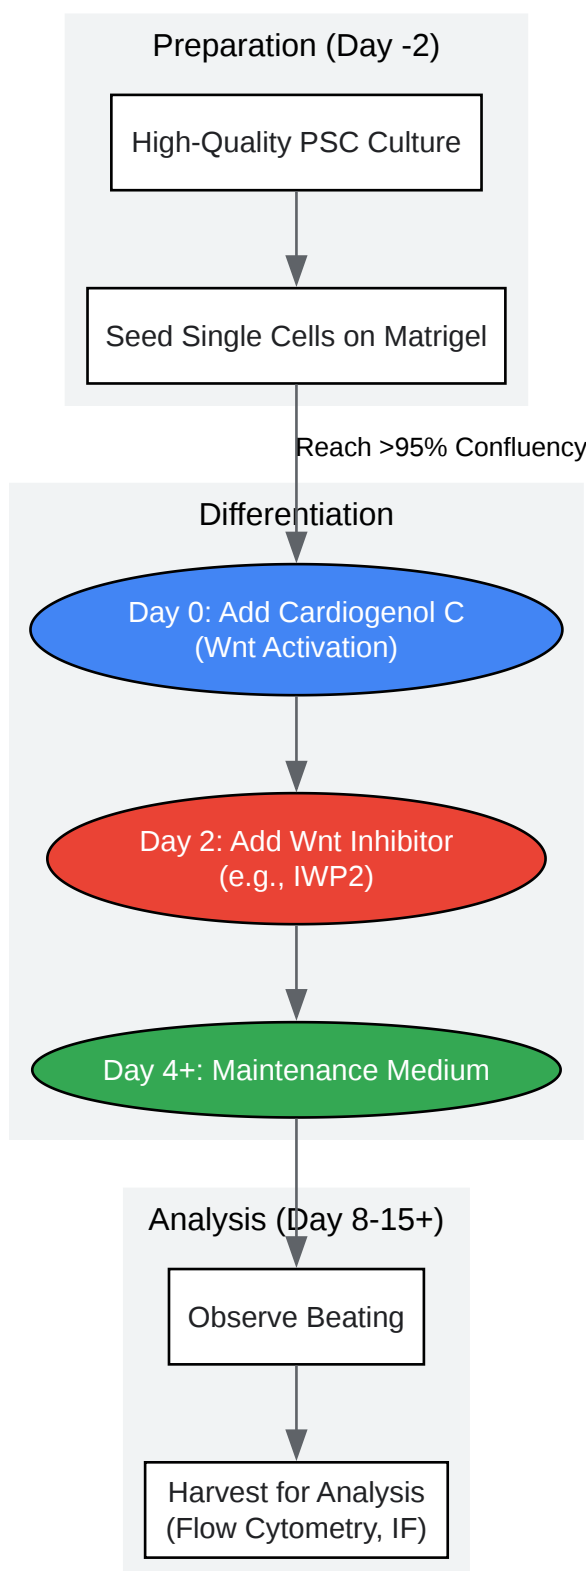 Preparation (Day -2)
High-Quality PSC Culture
Seed Single Cells on Matrigel
Reach >95% Confluency
Differentiation
Day 0: Add Cardiogenol C
(Wnt Activation)
Day 2: Add Wnt Inhibitor
(e.g., IWP2)
Day 4+: Maintenance Medium
Analysis (Day 8-15+)
Observe Beating
Harvest for Analysis
(Flow Cytometry, IF)